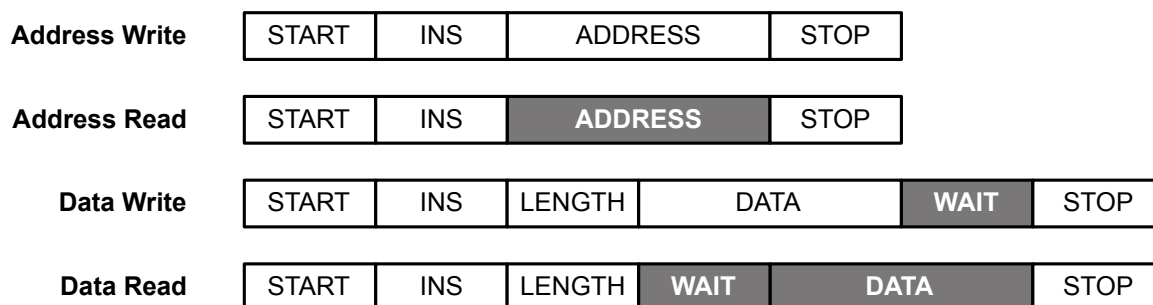 Address Write START INS ADDRESS STOP
Address Read START INS ADDRESS STOP
Data Write START INS LENGTH DATA WAIT STOP
Data Read START INS LENGTH WAIT DATA STOP